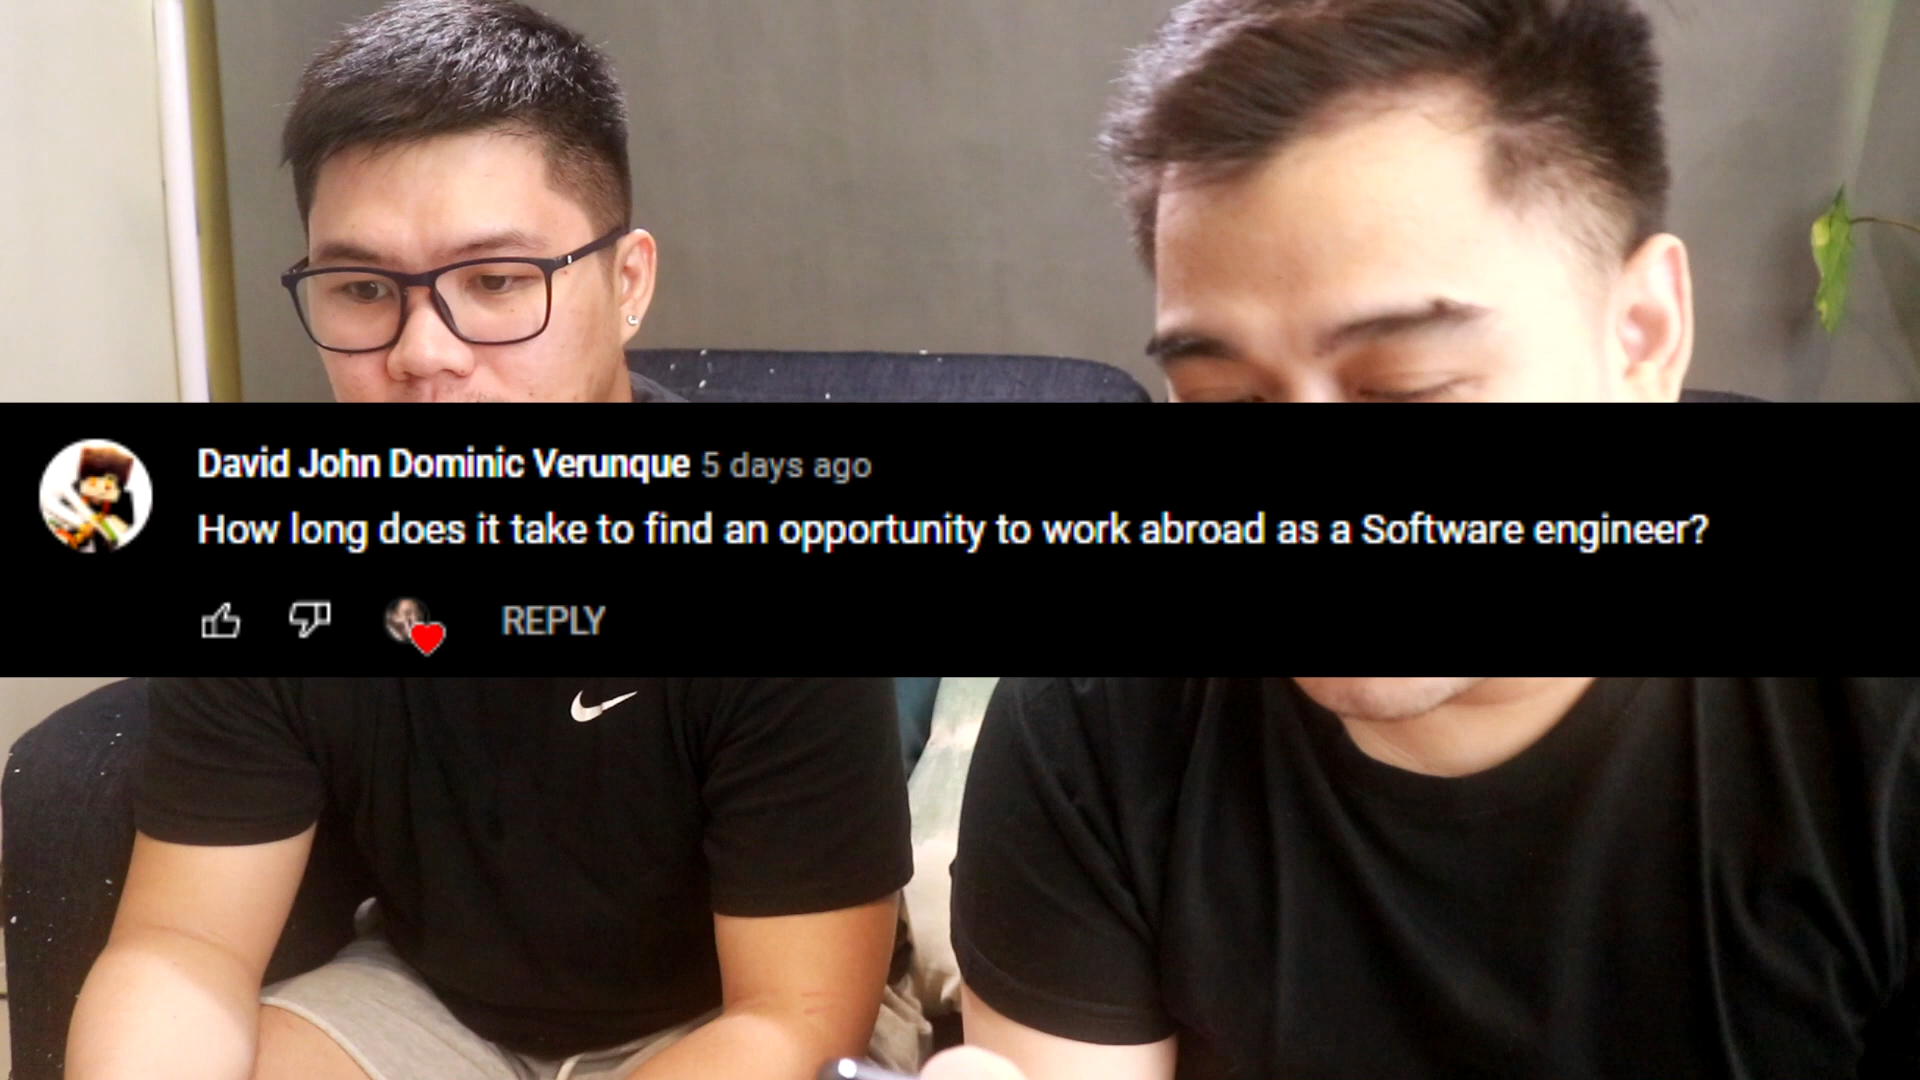 David John Dominic Verunque 5 days ago
How long does it take to find an opportunity to work abroad as a Software engineer?
REPLY